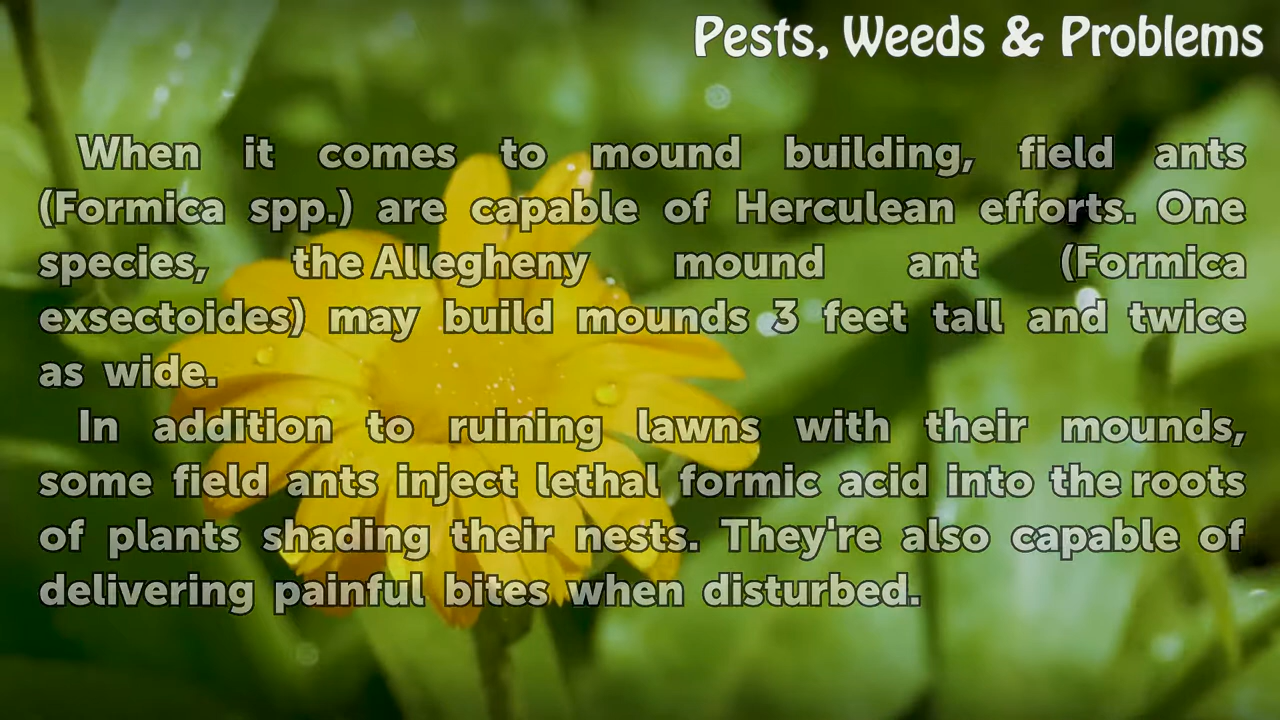 Pests, Weeds & Problems
When it comes to mound building, field ants
(Formica spp.) are capable of Herculean efforts. One
species, the Allegheny mound ant (Formica
exsectoides) may build mounds 3 feet tall and twice
as wide.
In addition to ruining lawns with their mounds,
some field ants inject lethal formic acid into the roots
of plants shading their nests. They're also capable of
delivering painful bites when disturbed.